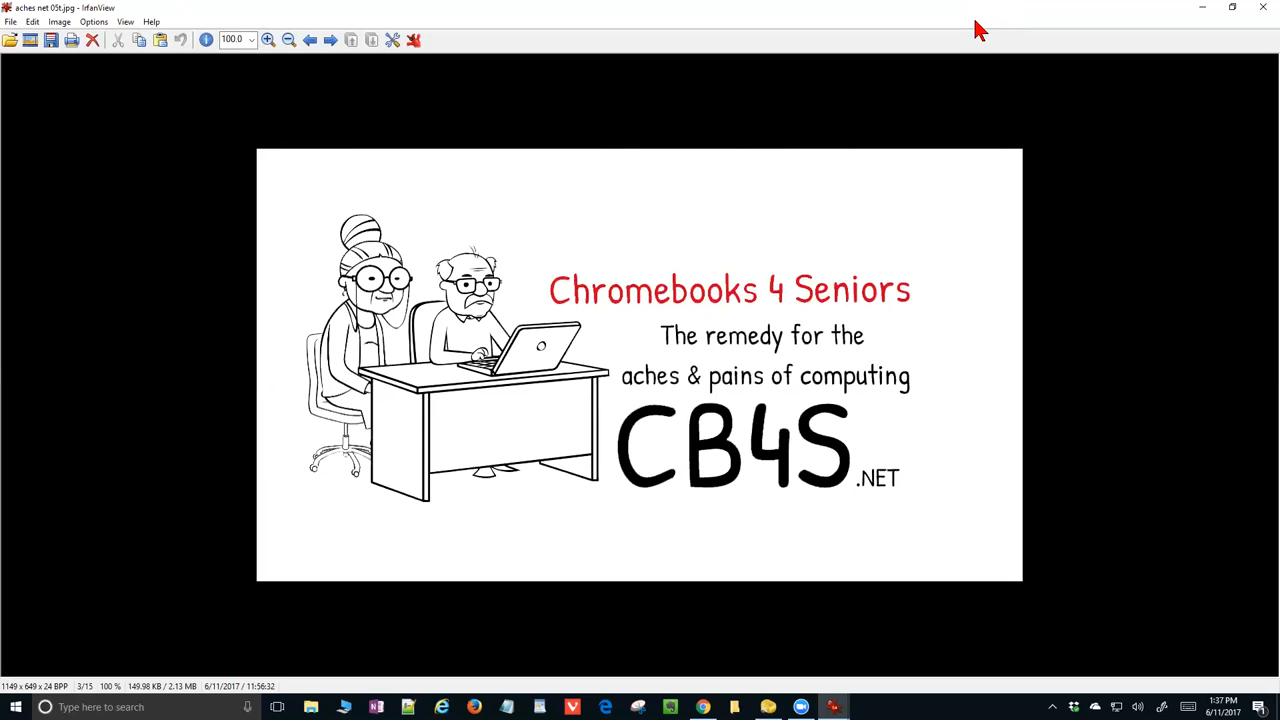 aches net 05t.jpg - IrfanView
File Edit Image Options View Help
100.0
Chromebooks 4 Seniors
The remedy for the
aches & pains of computing
CB4S.NET
1149 x 649 x 24 BPP 3/15 100 % 149.98 KB / 2.13 MB 6/11/2017 / 11:56:32
Type here to search
1:37 PM
6/11/2017